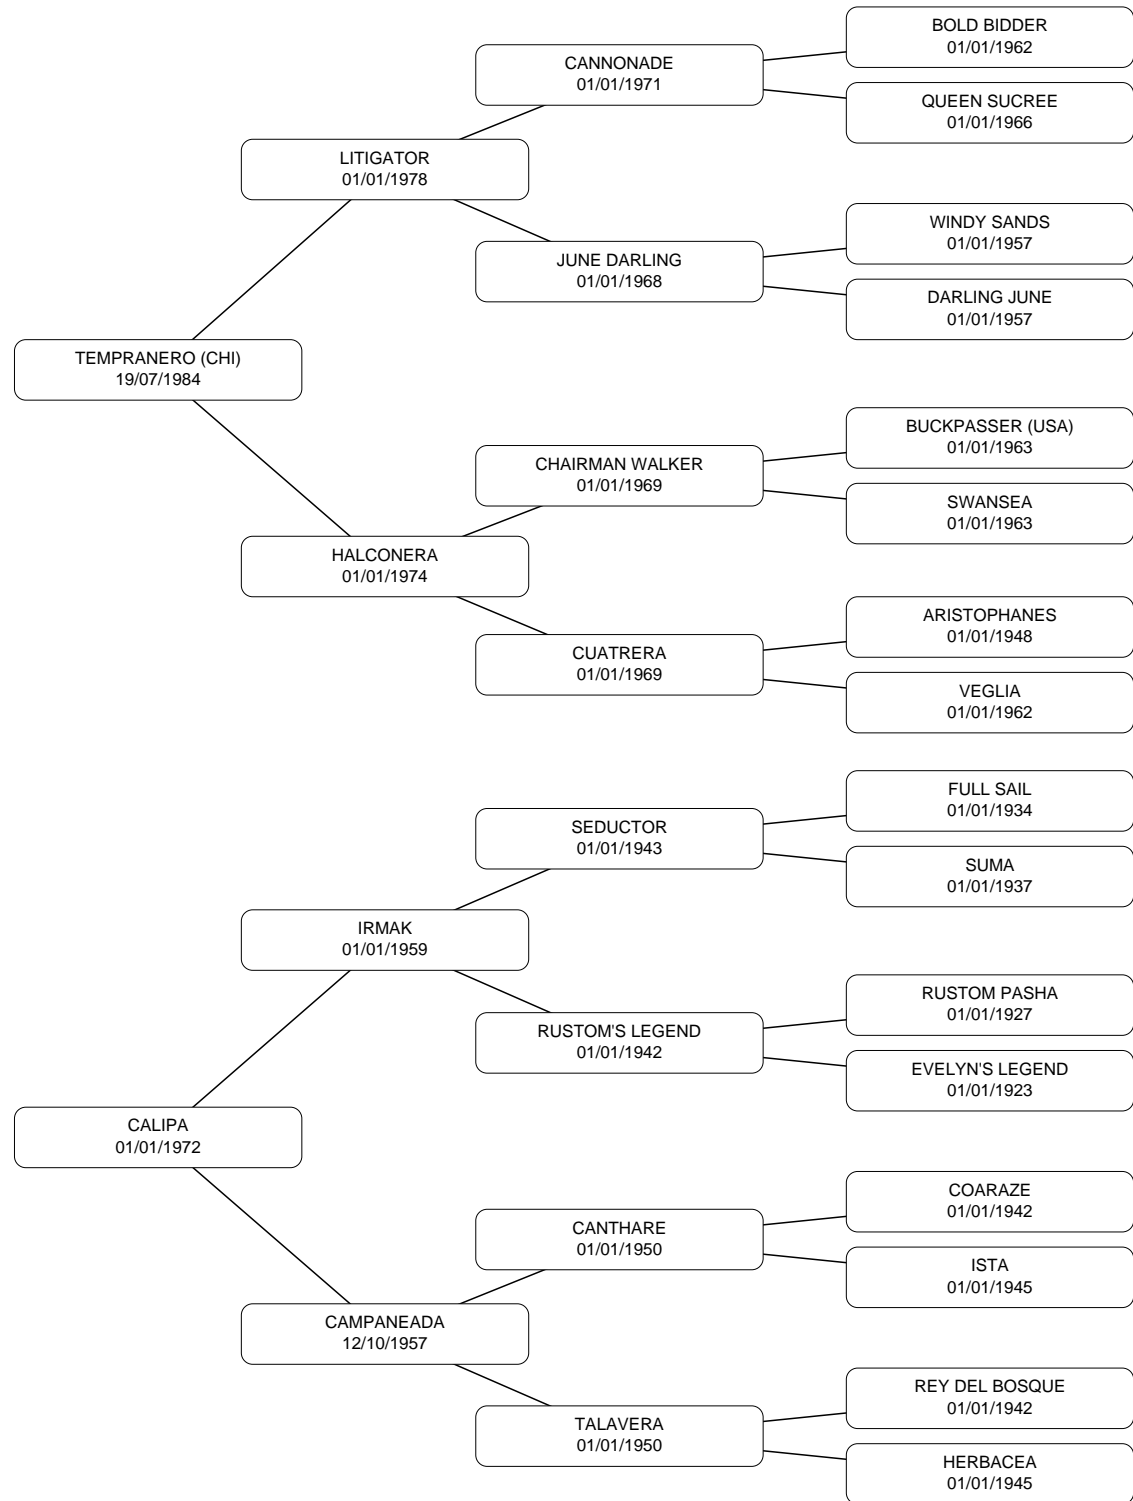 BOLD BIDDER
01/01/1962
CANNONADE
01/01/1971
QUEEN SUCREE
01/01/1966
LITIGATOR
01/01/1978
WINDY SANDS
01/01/1957
JUNE DARLING
01/01/1968
DARLING JUNE
01/01/1957
TEMPRANERO (CHI)
19/07/1984
BUCKPASSER (USA)
01/01/1963
CHAIRMAN WALKER
01/01/1969
SWANSEA
01/01/1963
HALCONERA
01/01/1974
ARISTOPHANES
01/01/1948
CUATRERA
01/01/1969
VEGLIA
01/01/1962
FULL SAIL
01/01/1934
SEDUCTOR
01/01/1943
SUMA
01/01/1937
IRMAK
01/01/1959
RUSTOM PASHA
01/01/1927
RUSTOM'S LEGEND
01/01/1942
EVELYN'S LEGEND
01/01/1923
CALIPA
01/01/1972
COARAZE
01/01/1942
CANTHARE
01/01/1950
ISTA
01/01/1945
CAMPANEADA
12/10/1957
REY DEL BOSQUE
01/01/1942
TALAVERA
01/01/1950
HERBACEA
01/01/1945